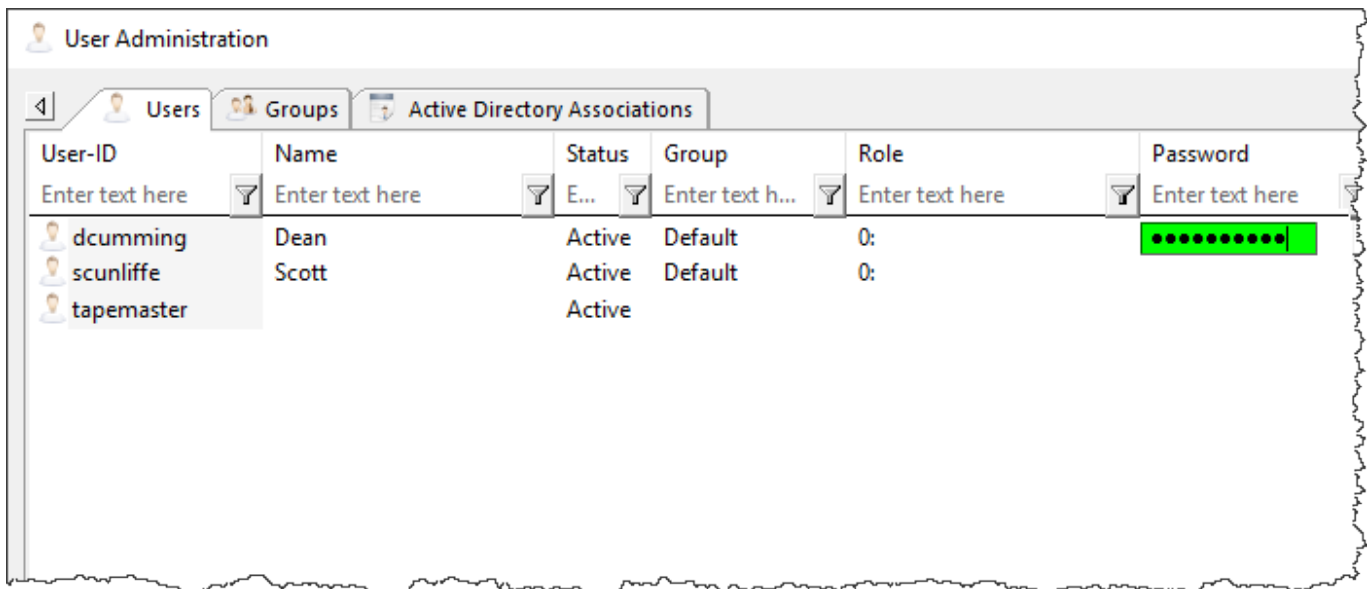 User Administration
Users Groups Active Directory Associations
User-ID Name Status Group Role Password
Enter text here Enter text here E... Enter text h... Enter text here Enter text here
dcumming Dean Active Default 0: ●●●●●●●●●●
scunliffe Scott Active Default 0:
tapemaster Active